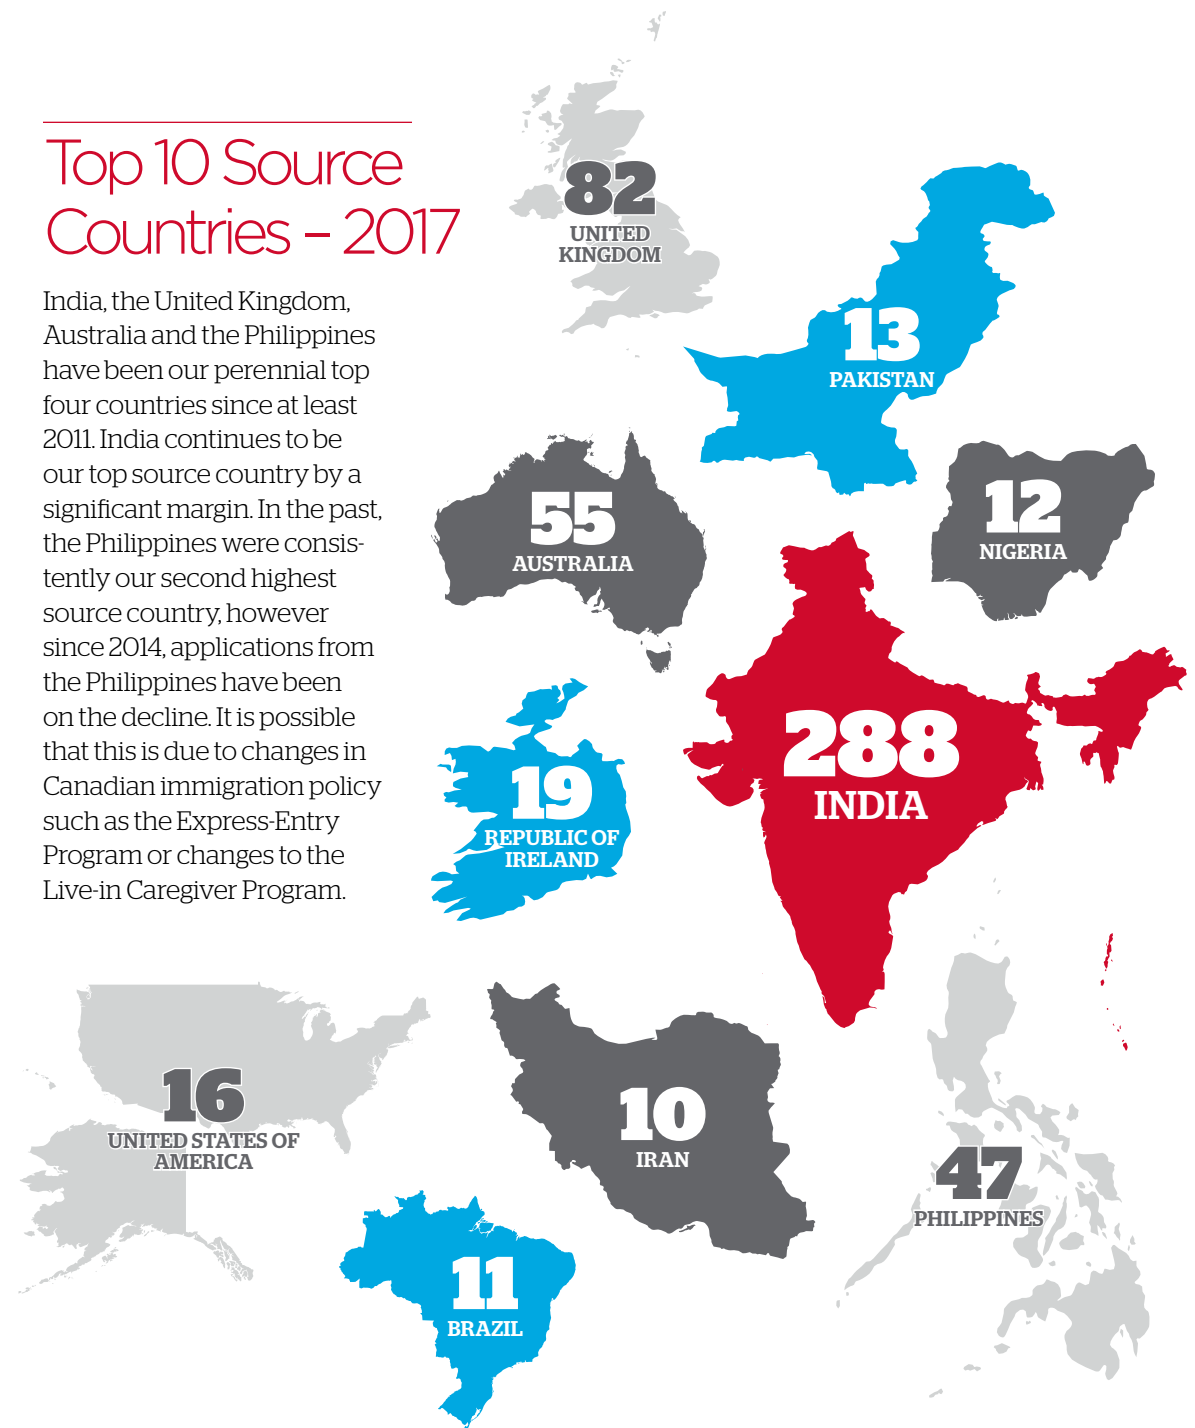 Top 10 Source
Countries – 2017
India, the United Kingdom,
Australia and the Philippines
have been our perennial top
four countries since at least
2011. India continues to be
our top source country by a
significant margin. In the past,
the Philippines were consis-
tently our second highest
source country, however
since 2014, applications from
the Philippines have been
on the decline. It is possible
that this is due to changes in
Canadian immigration policy
such as the Express-Entry
Program or changes to the
Live-in Caregiver Program.
82
UNITED
KINGDOM
13
PAKISTAN
55
AUSTRALIA
12
NIGERIA
288
INDIA
19
REPUBLIC OF
IRELAND
16
UNITED STATES OF
AMERICA
10
IRAN
47
PHILIPPINES
11
BRAZIL